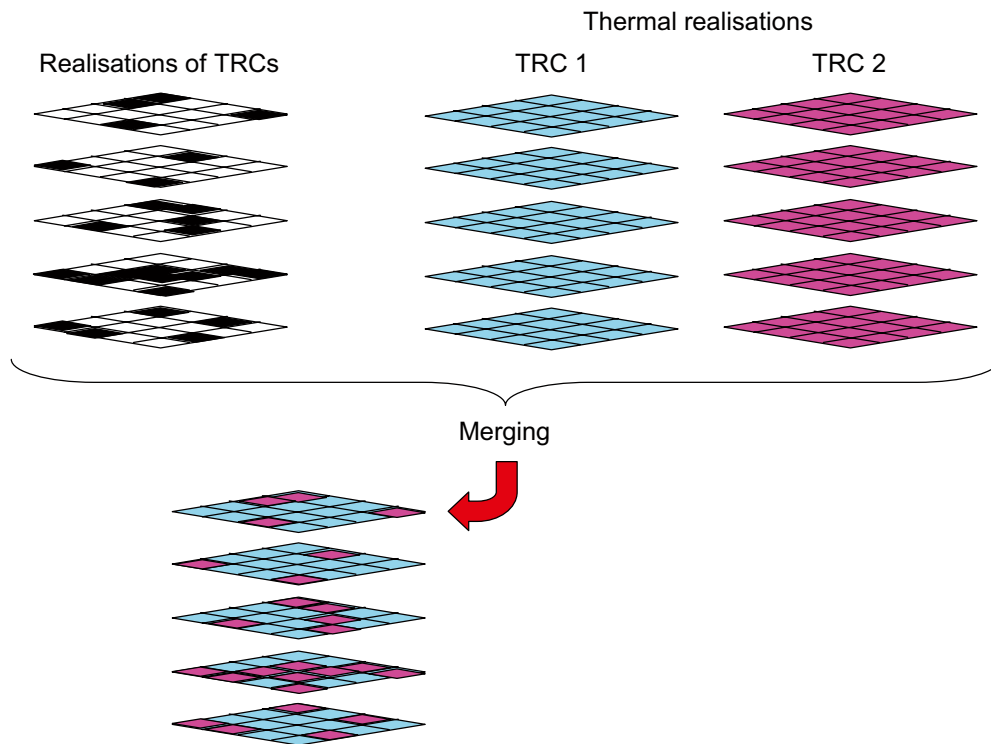 Thermal realisations
Realisations of TRCs
TRC 1
TRC 2
Merging